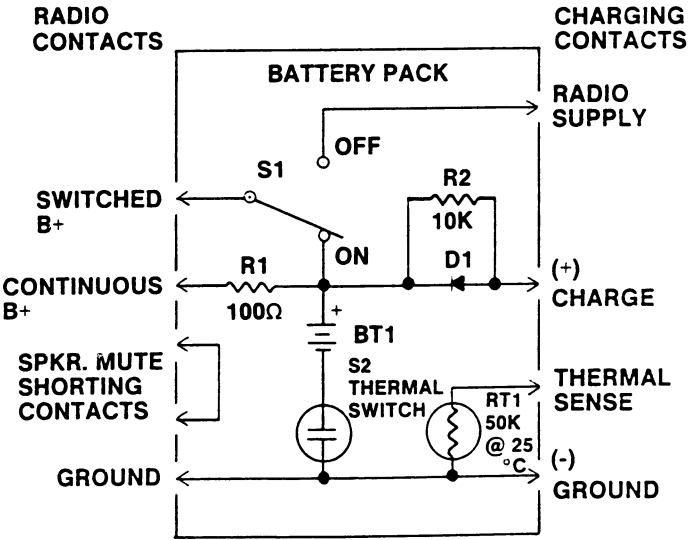 RADIO
CONTACTS
CHARGING
CONTACTS
BATTERY PACK
RADIO
SUPPLY
OFF
S1
SWITCHED
B+
ON
R2
10K
D1
CONTINUOUS
B+
R1
100Ω
(+)
CHARGE
+
BT1
SPKR. MUTE
SHORTING
CONTACTS
S2
THERMAL
SWITCH
RT1
50K
@ 25
°C
THERMAL
SENSE
GROUND
(-)
GROUND